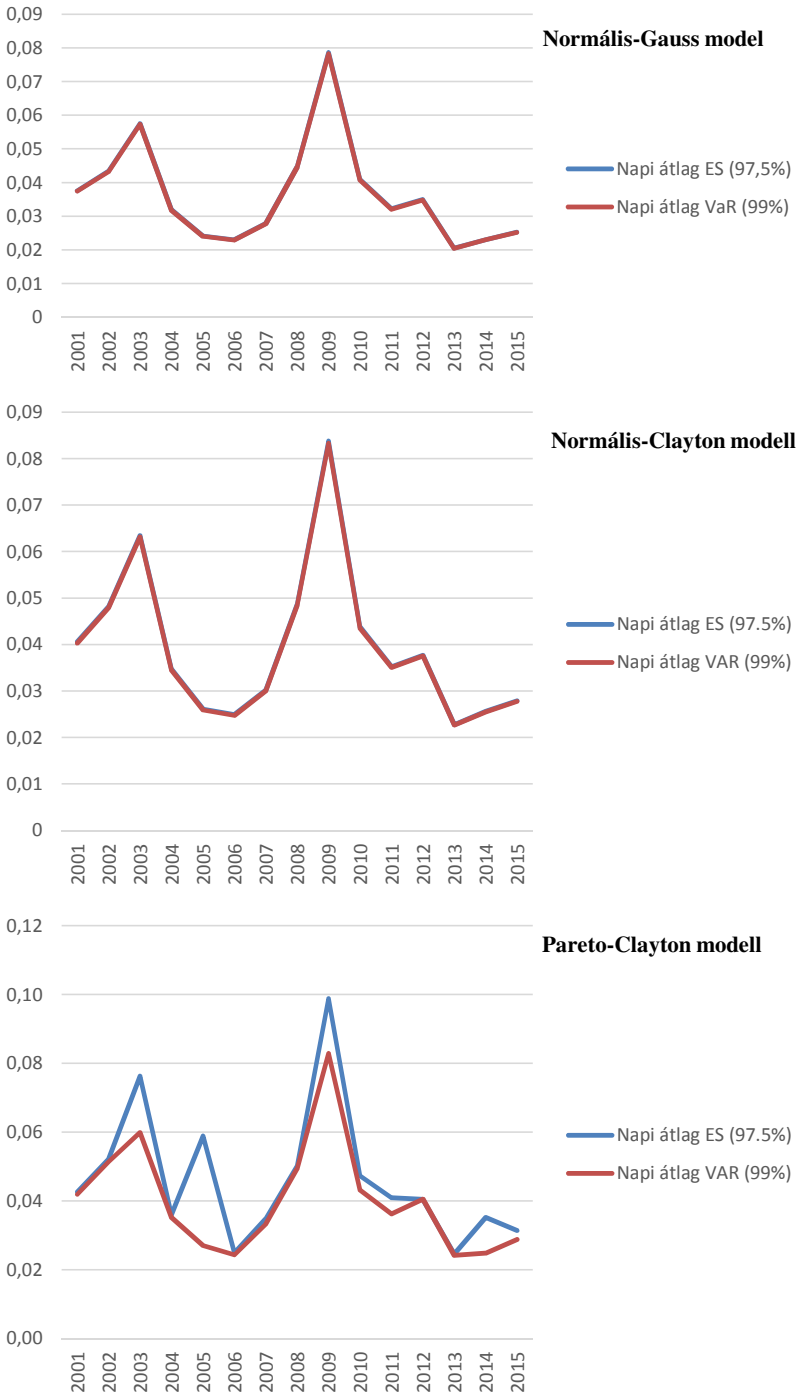 0,09
0,08
0,07
0,06
0,05
0,04
0,03
0,02
0,01
0
2001 2002 2003 2004 2005 2006 2007 2008 2009 2010 2011 2012 2013 2014 2015
Normális-Gauss model
Napi átlag ES (97,5%)
Napi átlag VaR (99%)
0,09
0,08
0,07
0,06
0,05
0,04
0,03
0,02
0,01
0
2001 2002 2003 2004 2005 2006 2007 2008 2009 2010 2011 2012 2013 2014 2015
Normális-Clayton modell
Napi átlag ES (97.5%)
Napi átlag VAR (99%)
0,12
0,10
0,08
0,06
0,04
0,02
0,00
2001 2002 2003 2004 2005 2006 2007 2008 2009 2010 2011 2012 2013 2014 2015
Pareto-Clayton modell
Napi átlag ES (97.5%)
Napi átlag VAR (99%)